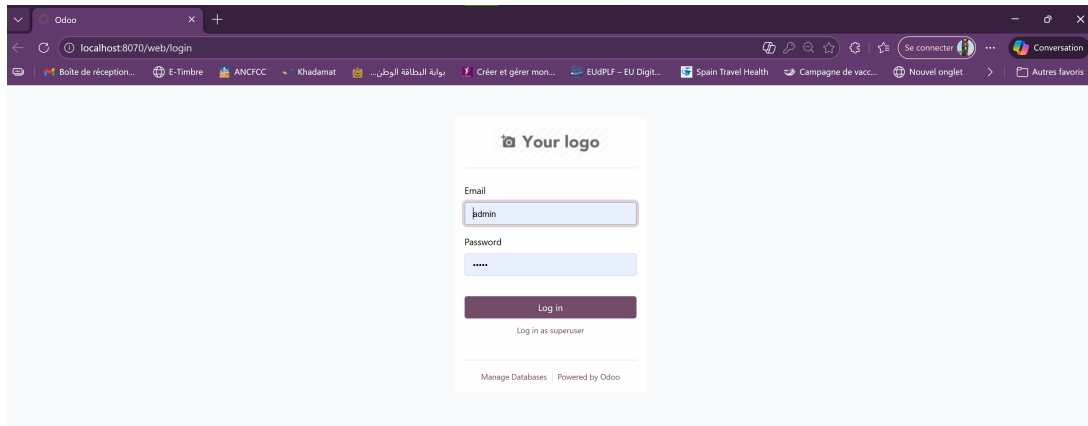 Odoo
localhost:8070/web/login
Se connecter
Conversation
Boîte de réception...
E-Timbre
ANCFCC
Khadamat
بوابة البطاقة الوطن...
Créer et gérer mon...
EUdPLF – EU Digit...
Spain Travel Health
Campagne de vacc...
Nouvel onglet
Autres favoris
Your logo
Email
admin
Password
•••••
Log in
Log in as superuser
Manage Databases
Powered by Odoo